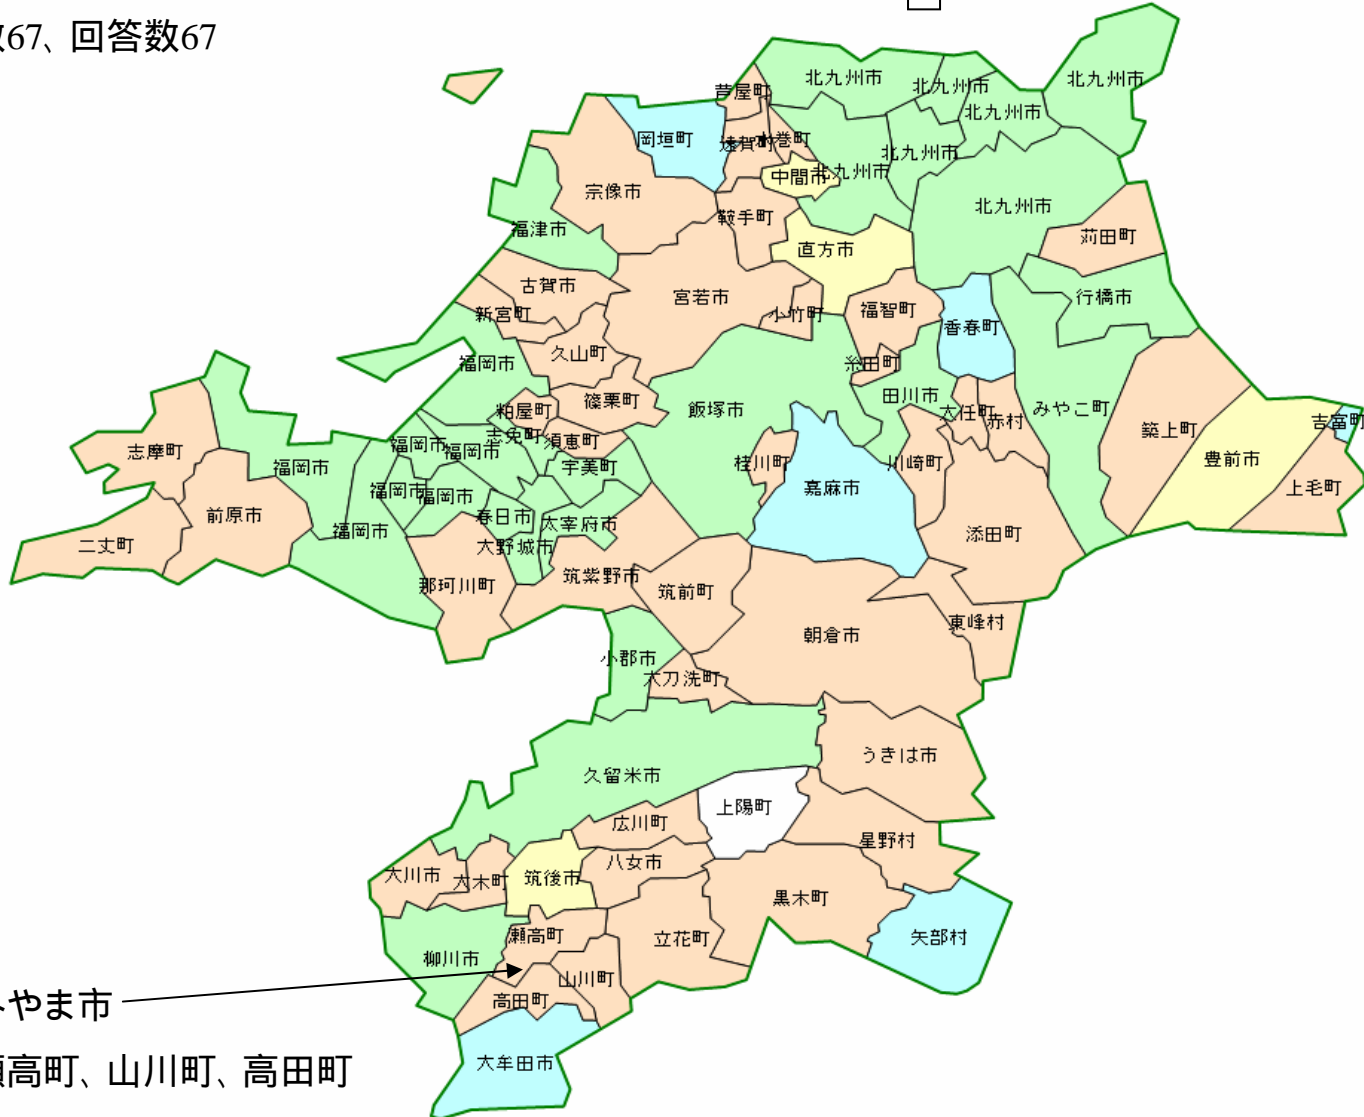 数67、回答数67
北九州市
北九州市
北九州市
北九州市
芦屋町
岡垣町
遠賀町
水巻町
北九州市
中間市
北九州市
宗像市
鞍手町
北九州市
福津市
直方市
苅田町
古賀市
宮若市
小竹町
福智町
行橋市
新宮町
香春町
久山町
福岡市
糸田町
田川市
篠栗町
飯塚市
粕屋町
大任町
赤村
みやこ町
築上町
吉富町
志免町
須恵町
福岡市
福岡市
志摩町
福岡市
宇美町
桂川町
嘉麻市
川崎町
豊前市
上毛町
福岡市
福岡市
前原市
福岡市
春日市
太宰府市
添田町
二丈町
大野城市
那珂川町
筑紫野市
筑前町
東峰村
朝倉市
小郡市
大刀洗町
うきは市
久留米市
上陽町
広川町
星野村
八女市
大川市
大木町
筑後市
黒木町
瀬高町
立花町
矢部村
柳川市
山川町
高田町
みやま市
瀬高町、山川町、高田町
大牟田市